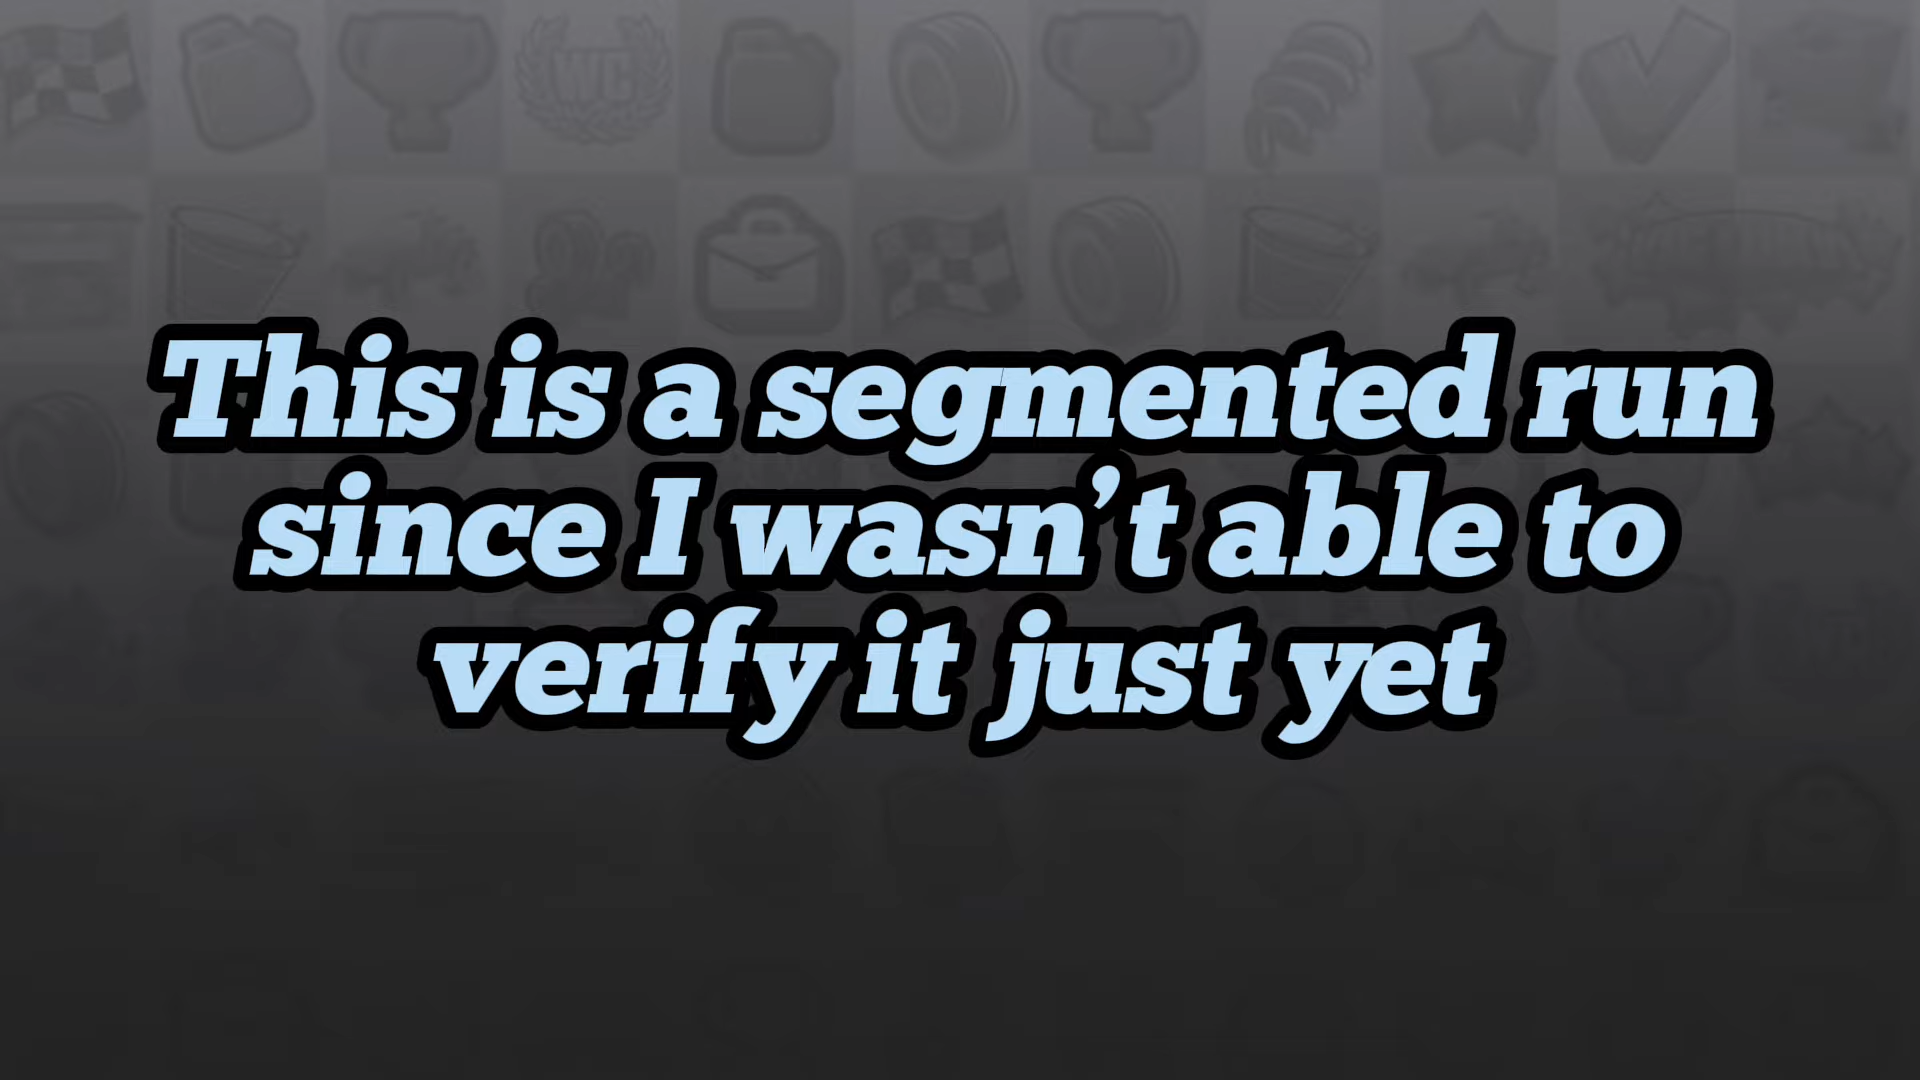 This is a segmented run
since I wasn't able to
verify it just yet